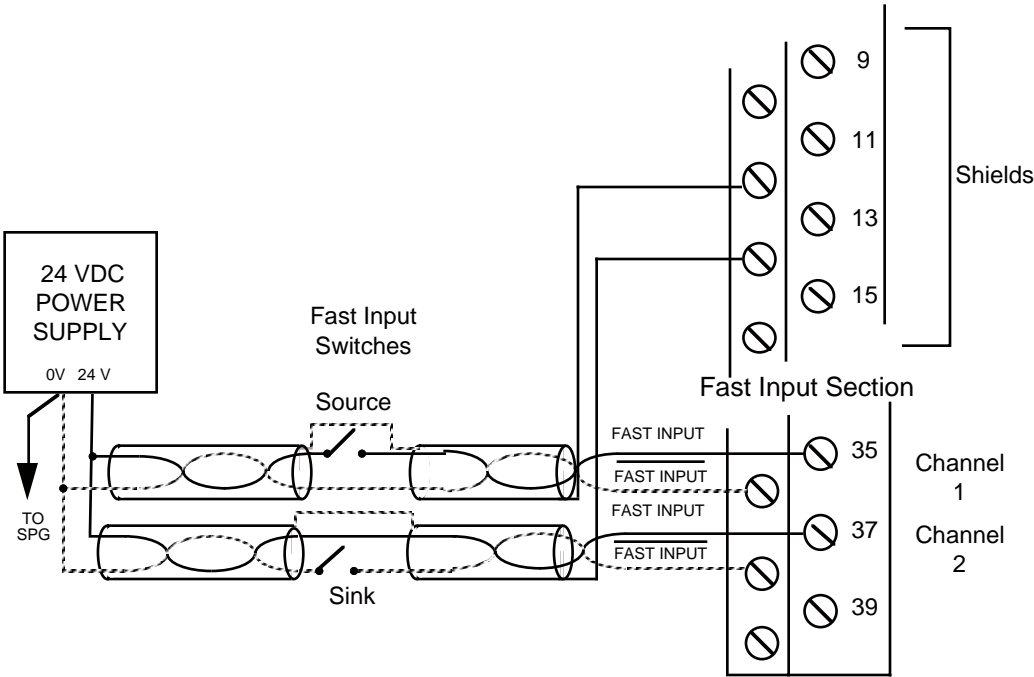 9
11
Shields
13
15
24 VDC
POWER
SUPPLY
0V 24 V
Fast Input
Switches
Source
Fast Input Section
FAST INPUT
35
FAST INPUT
Channel
1
TO
SPG
FAST INPUT
37
FAST INPUT
Channel
2
Sink
39